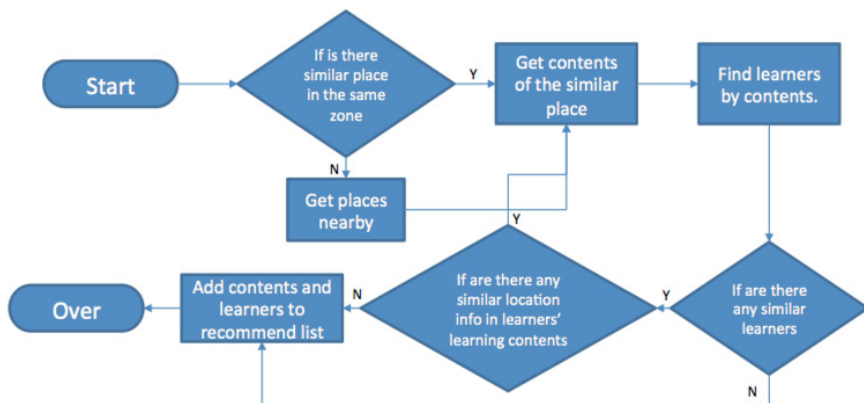 Start
If is there
similar place
in the same
zone
Y
Get contents
of the similar
place
Find learners
by contents.
N
Get places
nearby
Y
Over
Add contents and
learners to
recommend list
N
If are there any
similar location
info in learners’
learning contents
Y
If are there
any similar
learners
N